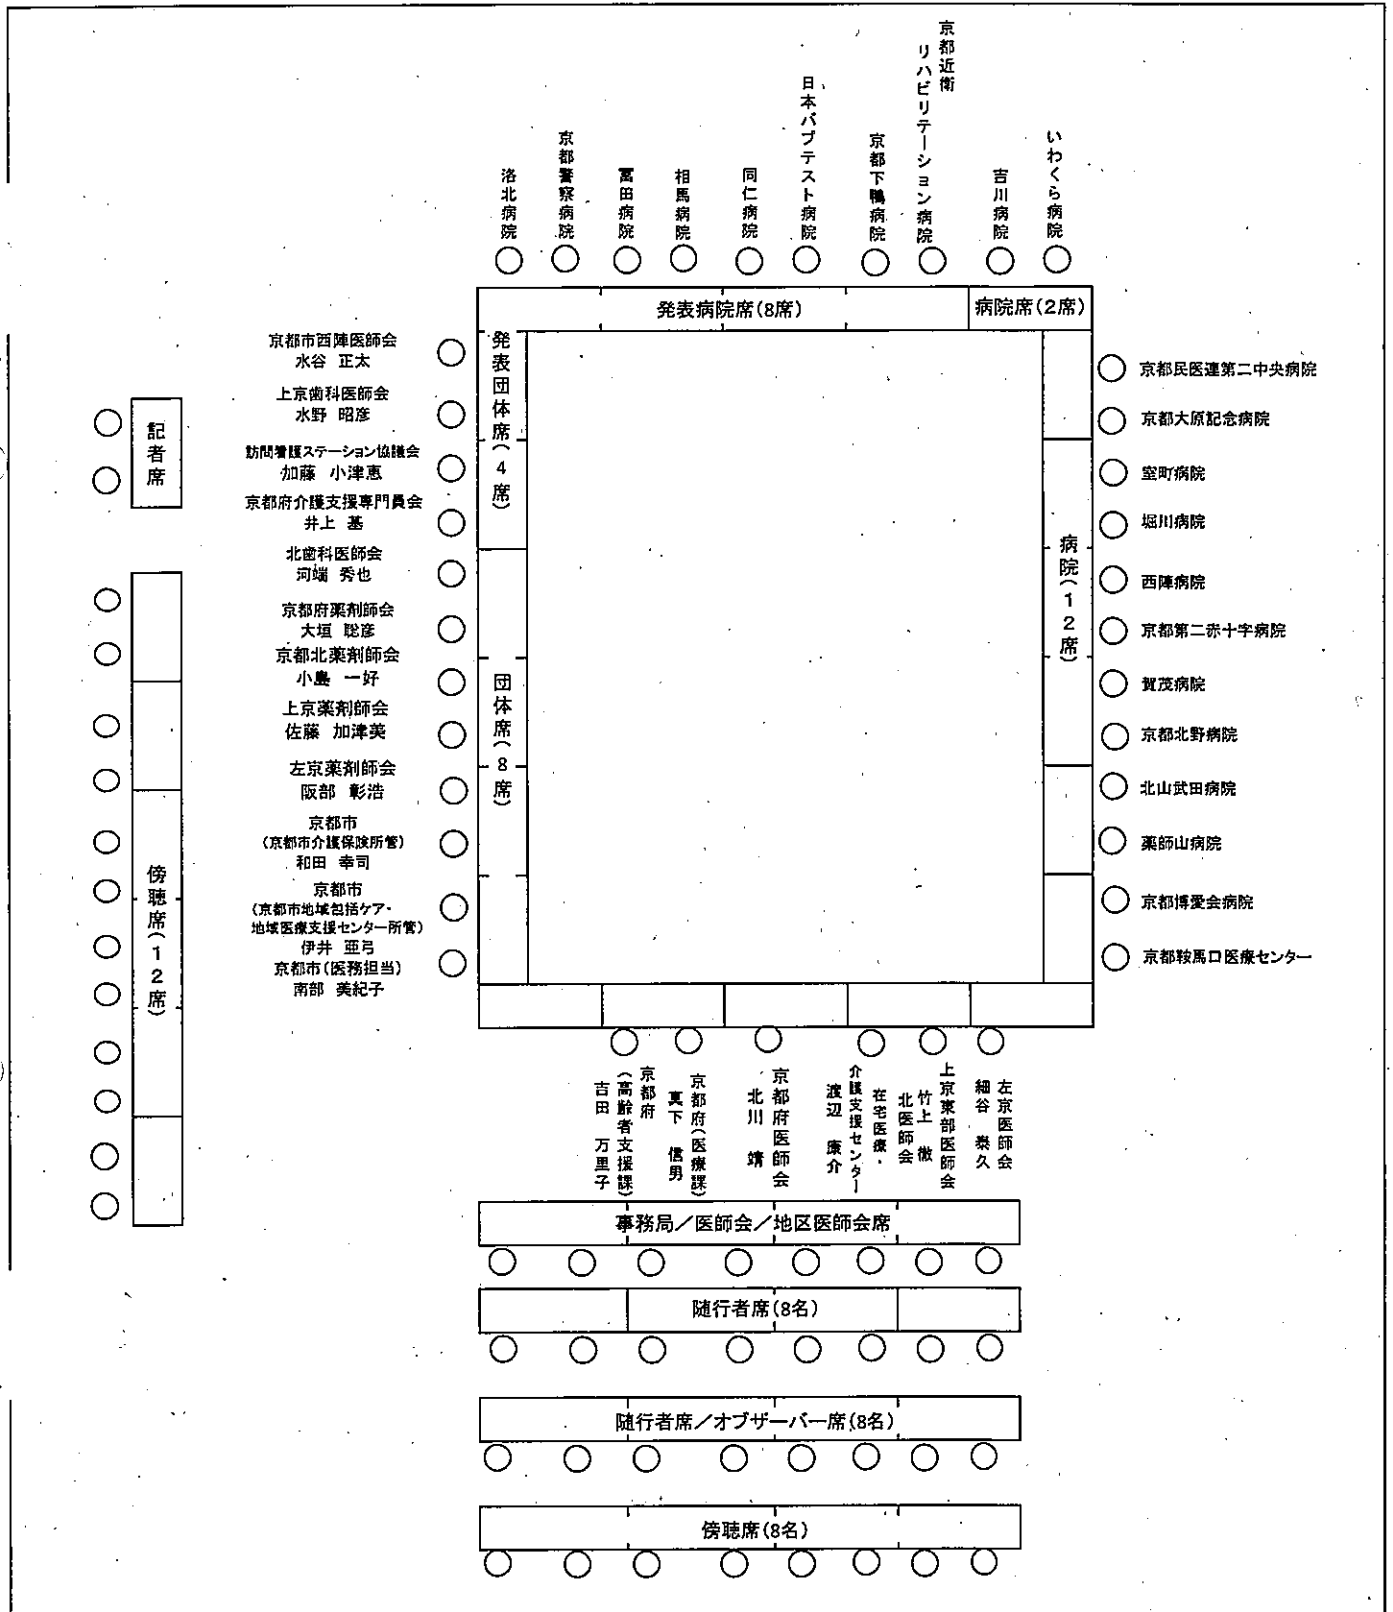 洛北病院
京都警察病院
富田病院
相馬病院
同仁病院
日本バプテスト病院
京都下鴨病院
京都近衛
リハビリテーション病院
吉川病院
いわくら病院
発表病院席(8席)
病院席(2席)
発表団体席(4席)
京都市西陣医師会
水谷 正太
上京歯科医師会
水野 昭彦
訪問看護ステーション協議会
加藤 小津恵
京都府介護支援専門員会
井上 基
北歯科医師会
河端 秀也
京都府薬剤師会
大垣 聡彦
京都北薬剤師会
小島 一好
上京薬剤師会
佐藤 加津美
左京薬剤師会
阪部 彰浩
京都市
(京都市介護保険所管)
和田 幸司
京都市
(京都市地域包括ケア・
地域医療支援センター所管)
伊井 亜弓
京都市(医務担当)
南部 美紀子
団体席(8席)
記者席
傍聴席(12席)
病院(12席)
京都民医連第二中央病院
京都大原記念病院
室町病院
堀川病院
西陣病院
京都第二赤十字病院
賀茂病院
京都北野病院
北山武田病院
薬師山病院
京都博愛会病院
京都鞍馬口医療センター
京都府
(高齢者支援課)
吉田 万里子
京都府(医療課)
真下 信男
京都府医師会
北川 靖
在宅医療・
介護支援センター
渡辺 康介
上京東部医師会
竹上 徹
北医師会
左京医師会
細谷 泰久
事務局/医師会/地区医師会席
随行者席(8名)
随行者席/オブザーバー席(8名)
傍聴席(8名)